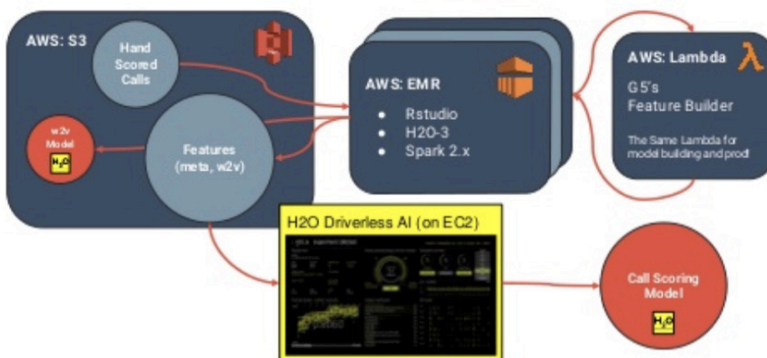 AWS: S3
Hand
Scored
Calls
w2v
Model
H2O
Features
(meta, w2v)
AWS: EMR
• Rstudio
• H2O-3
• Spark 2.x
AWS: Lambda
G5's
Feature Builder
The Same Lambda for
model building and prod!
H2O Driverless AI (on EC2)
Call Scoring
Model
H2O